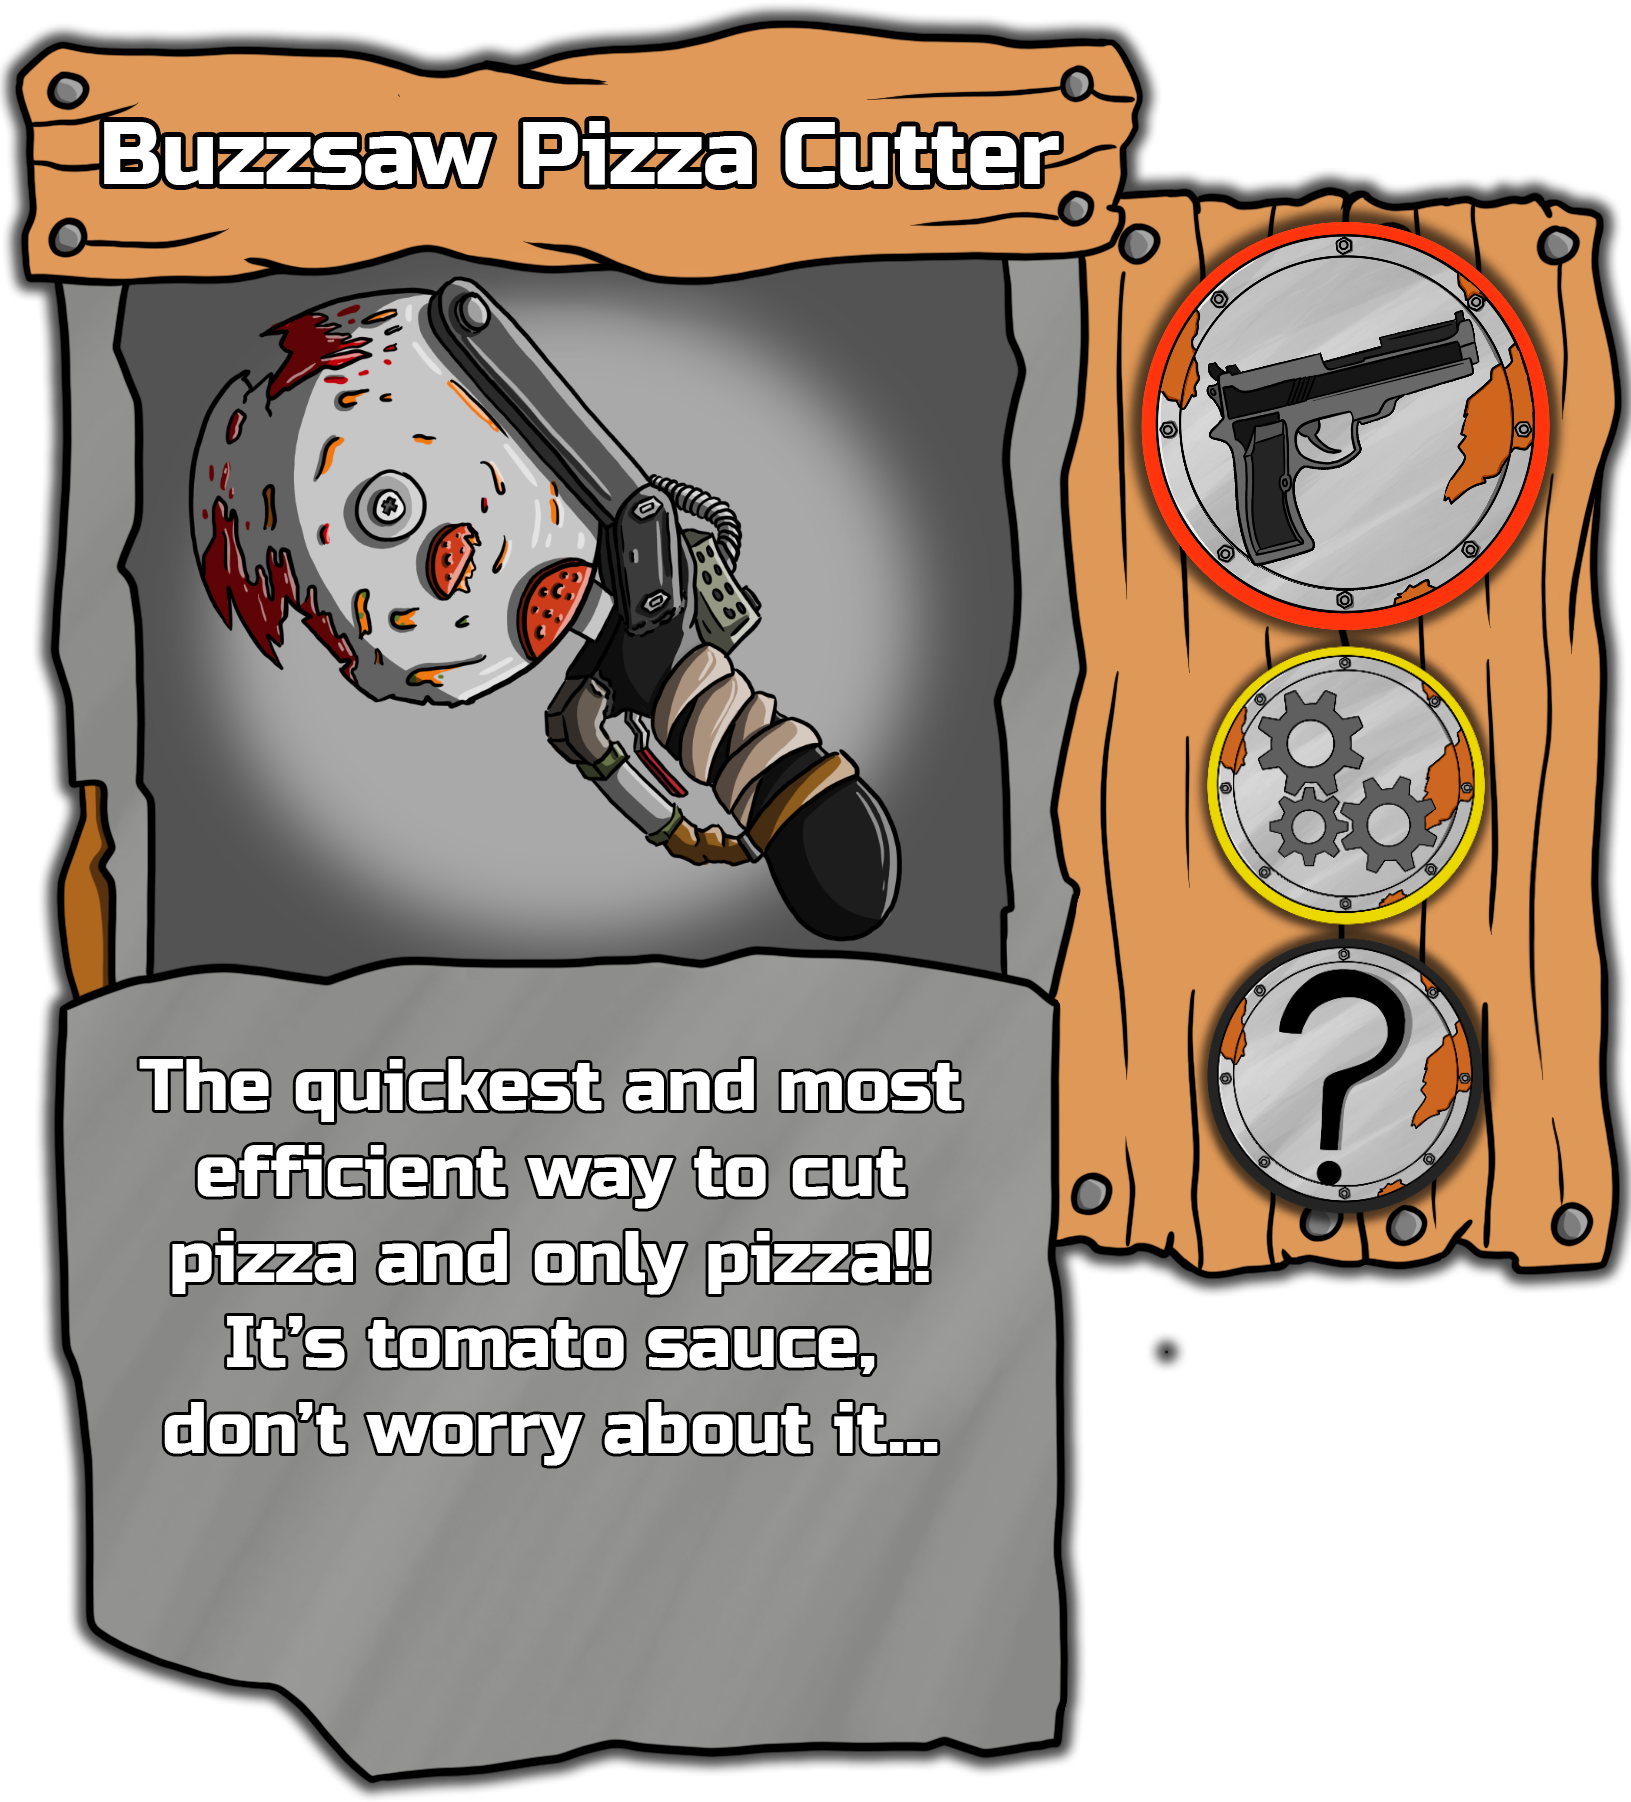 Buzzsaw Pizza Cutter
The quickest and most
efficient way to cut
pizza and only pizza!!
It’s tomato sauce,
don’t worry about it...
?